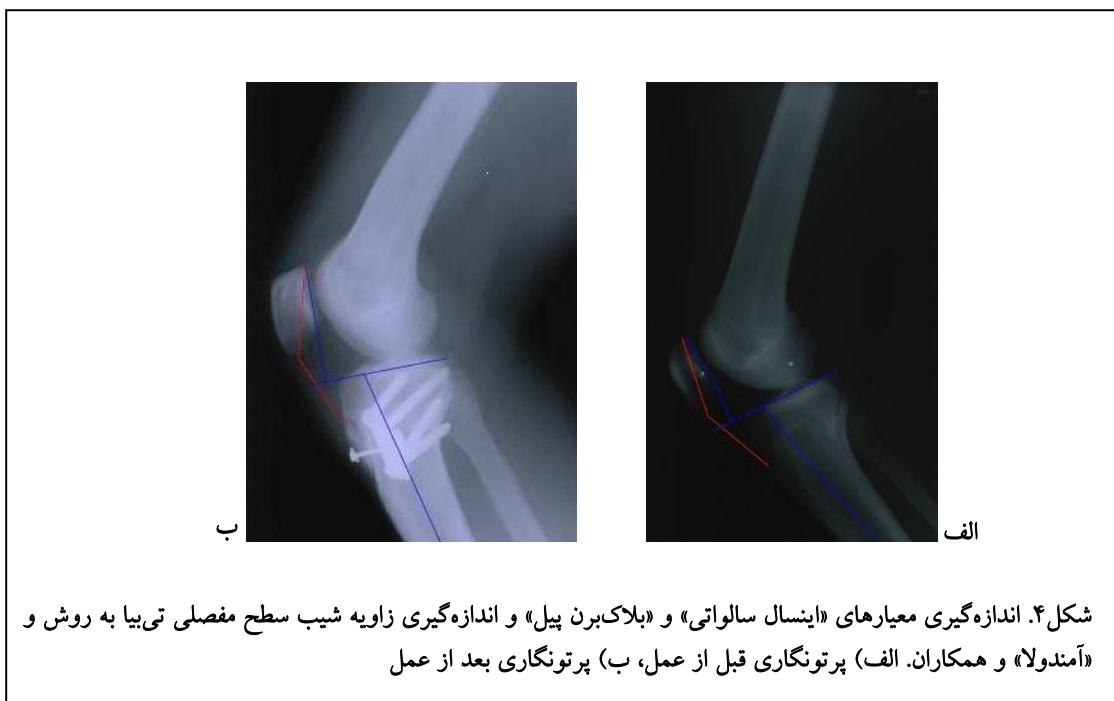 الف
ب
شکل۴. اندازه‌گیری معیارهای «اینسال سالواتی» و «بلاک‌برن پیل» و اندازه‌گیری زاویه شیب سطح مفصلی تی‌بیا به روش و
«آمندولا» و همکاران. الف) پرتونگاری قبل از عمل، ب) پرتونگاری بعد از عمل